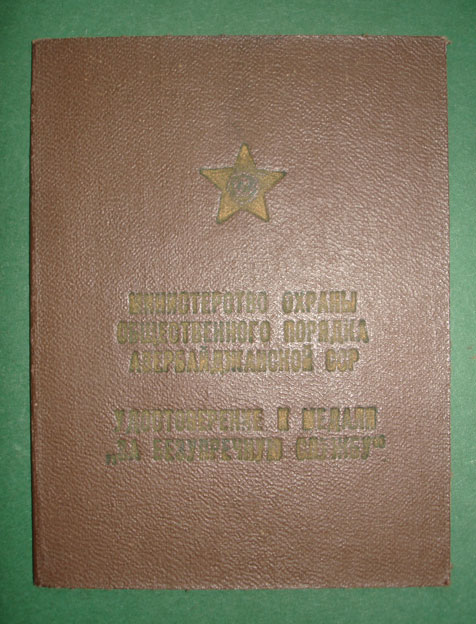 МИНИСТЕРСТВО ОХРАНЫ
ОБЩЕСТВЕННОГО ПОРЯДКА
АЗЕРБАЙДЖАНСКОЙ ССР
УДОСТОВЕРЕНИЕ К МЕДАЛИ
„ЗА БЕЗУПРЕЧНУЮ СЛУЖБУ“